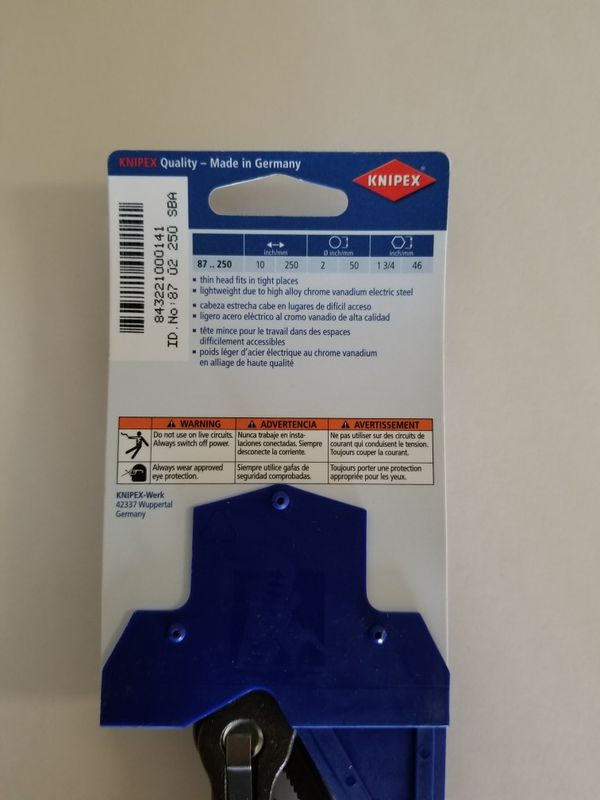 KNIPEX Quality – Made in Germany
KNIPEX
843221000141
ID.No:87 02 250 SBA
inch/mm Ø inch/mm inch/mm
87 .. 250 10 250 2 50 1 3/4 46
▪ thin head fits in tight places
▪ lightweight due to high alloy chrome vanadium electric steel
▪ cabeza estrecha cabe en lugares de difícil acceso
▪ ligero acero eléctrico al cromo vanadio de alta calidad
▪ tête mince pour le travail dans des espaces
difficilement accessibles
▪ poids léger d'acier électrique au chrome vanadium
en alliage de haute qualité
WARNING ADVERTENCIA AVERTISSEMENT
Do not use on live circuits.
Always switch off power.
Nunca trabaje en insta-
laciones conectadas. Siempre
desconecte la corriente.
Ne pas utiliser sur des circuits de
courant qui conduisent le tension.
Toujours couper la courant.
Always wear approved
eye protection.
Siempre utilice gafas de
seguridad comprobadas.
Toujours porter une protection
appropriée pour les yeux.
KNIPEX-Werk
42337 Wuppertal
Germany